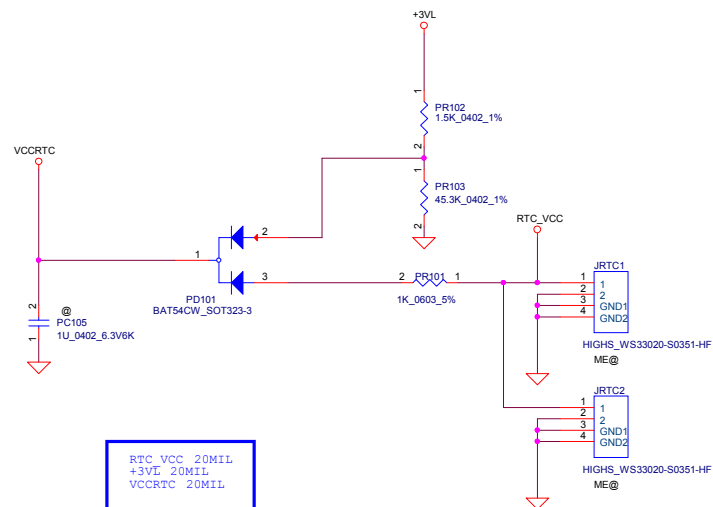 +3VL
1
PR102
1.5K_0402_1%
2
VCCRTC
1
PR103
45.3K_0402_1%
2
RTC_VCC
2
1
3
2 PR101 1
1K_0603_5%
PD101
BAT54CW_SOT323-3
JRTC1
1 1
2 2
3 GND1
4 GND2
HIGHS_WS33020-S0351-HF
ME@
2 @
PC105
1 1U_0402_6.3V6K
JRTC2
1 1
2 2
3 GND1
4 GND2
HIGHS_WS33020-S0351-HF
ME@
RTC_VCC 20MIL
+3VL 20MIL
VCCRTC 20MIL